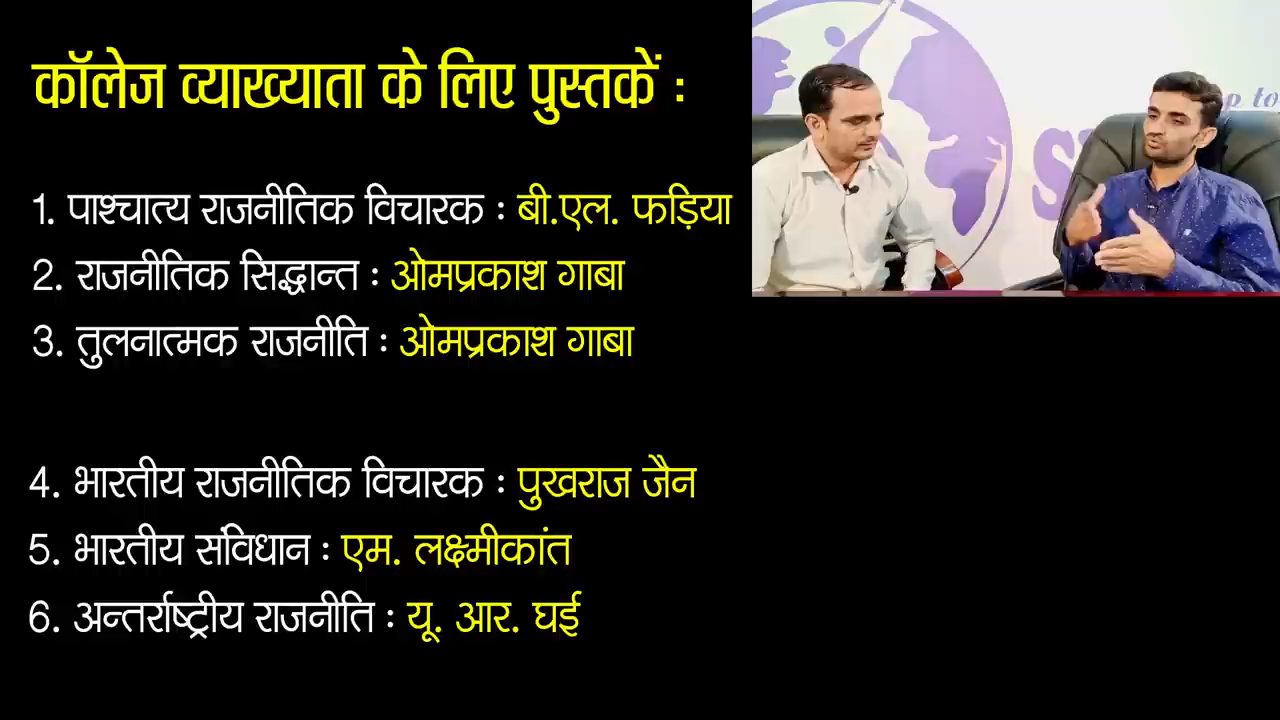 कॉलेज व्याख्याता के लिए पुस्तकें :
1. पाश्चात्य राजनीतिक विचारक : बी.एल. फड़िया
2. राजनीतिक सिद्धान्त : ओमप्रकाश गाबा
3. तुलनात्मक राजनीति : ओमप्रकाश गाबा
4. भारतीय राजनीतिक विचारक : पुखराज जैन
5. भारतीय संविधान : एम. लक्ष्मीकांत
6. अन्तर्राष्ट्रीय राजनीति : यू. आर. घई